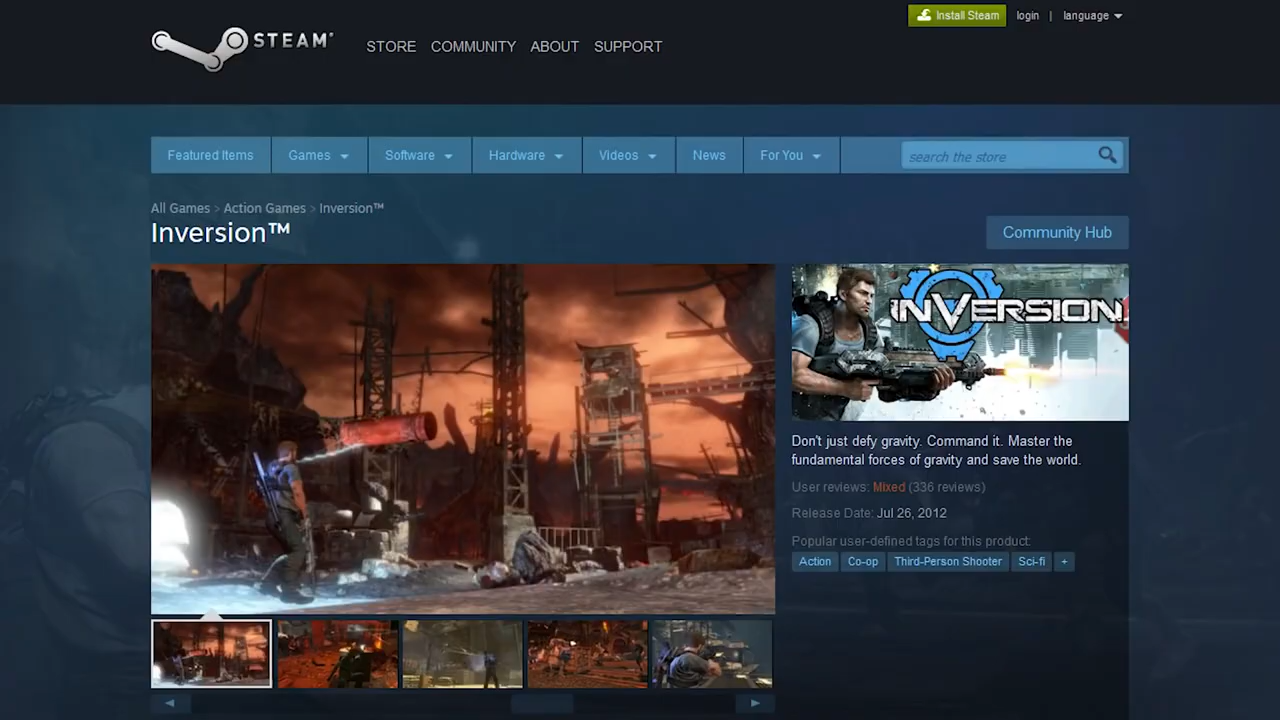 Install Steam login | language
STEAM®
STORE COMMUNITY ABOUT SUPPORT
Featured Items Games Software Hardware Videos News For You search the store
All Games > Action Games > Inversion™
Inversion™
Community Hub
INVERSION
Don't just defy gravity. Command it. Master the
fundamental forces of gravity and save the world.
User reviews: Mixed (336 reviews)
Release Date: Jul 26, 2012
Popular user-defined tags for this product:
Action Co-op Third-Person Shooter Sci-fi +